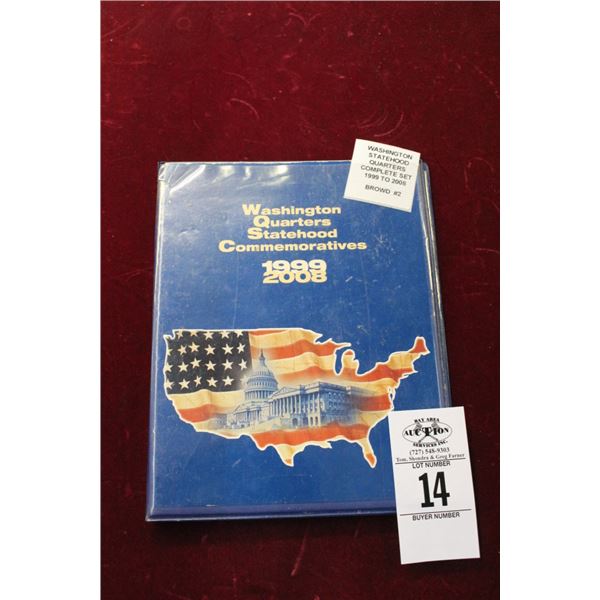 WASHINGTON
STATEHOOD
QUARTERS
COMPLETE SET
1999 TO 2008
BROWD #2
Washington
Quarters
Statehood
Commemoratives
1999
2008
BAY AREA
AUCTION
SERVICES INC.
(727) 548-9303
Tom, Shondra & Greg Farner
LOT NUMBER
14
BUYER NUMBER